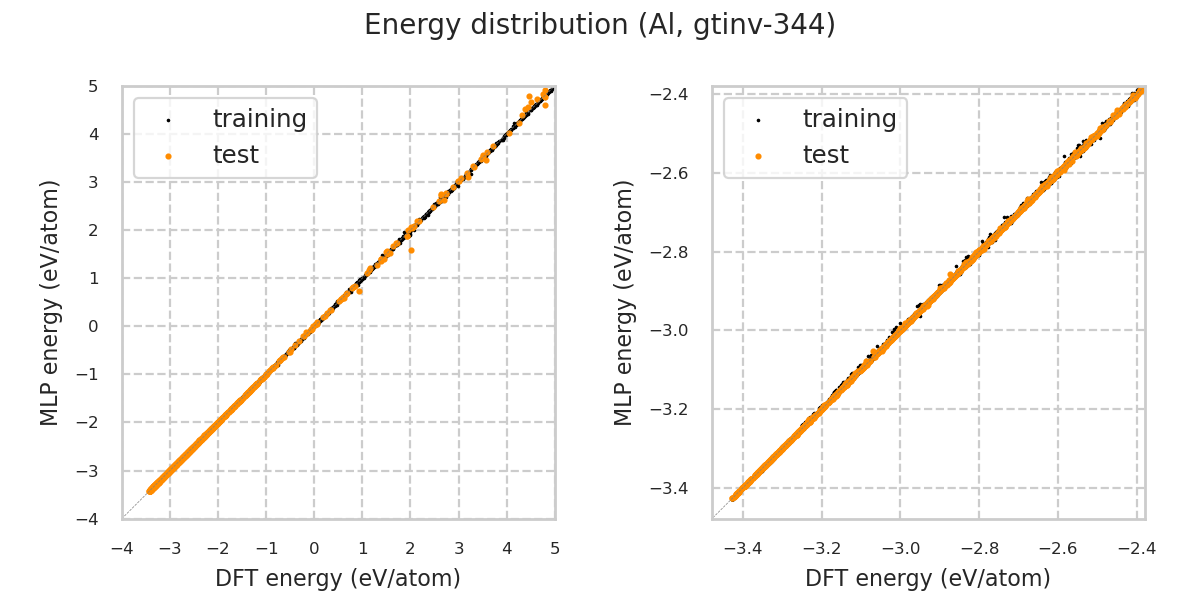 Energy distribution (Al, gtinv-344)
training
test
5
4
3
2
1
0
−1
−2
−3
−4
−4 −3 −2 −1 0 1 2 3 4 5
MLP energy (eV/atom)
DFT energy (eV/atom)
training
test
−2.4
−2.6
−2.8
−3.0
−3.2
−3.4
−3.4 −3.2 −3.0 −2.8 −2.6 −2.4
MLP energy (eV/atom)
DFT energy (eV/atom)